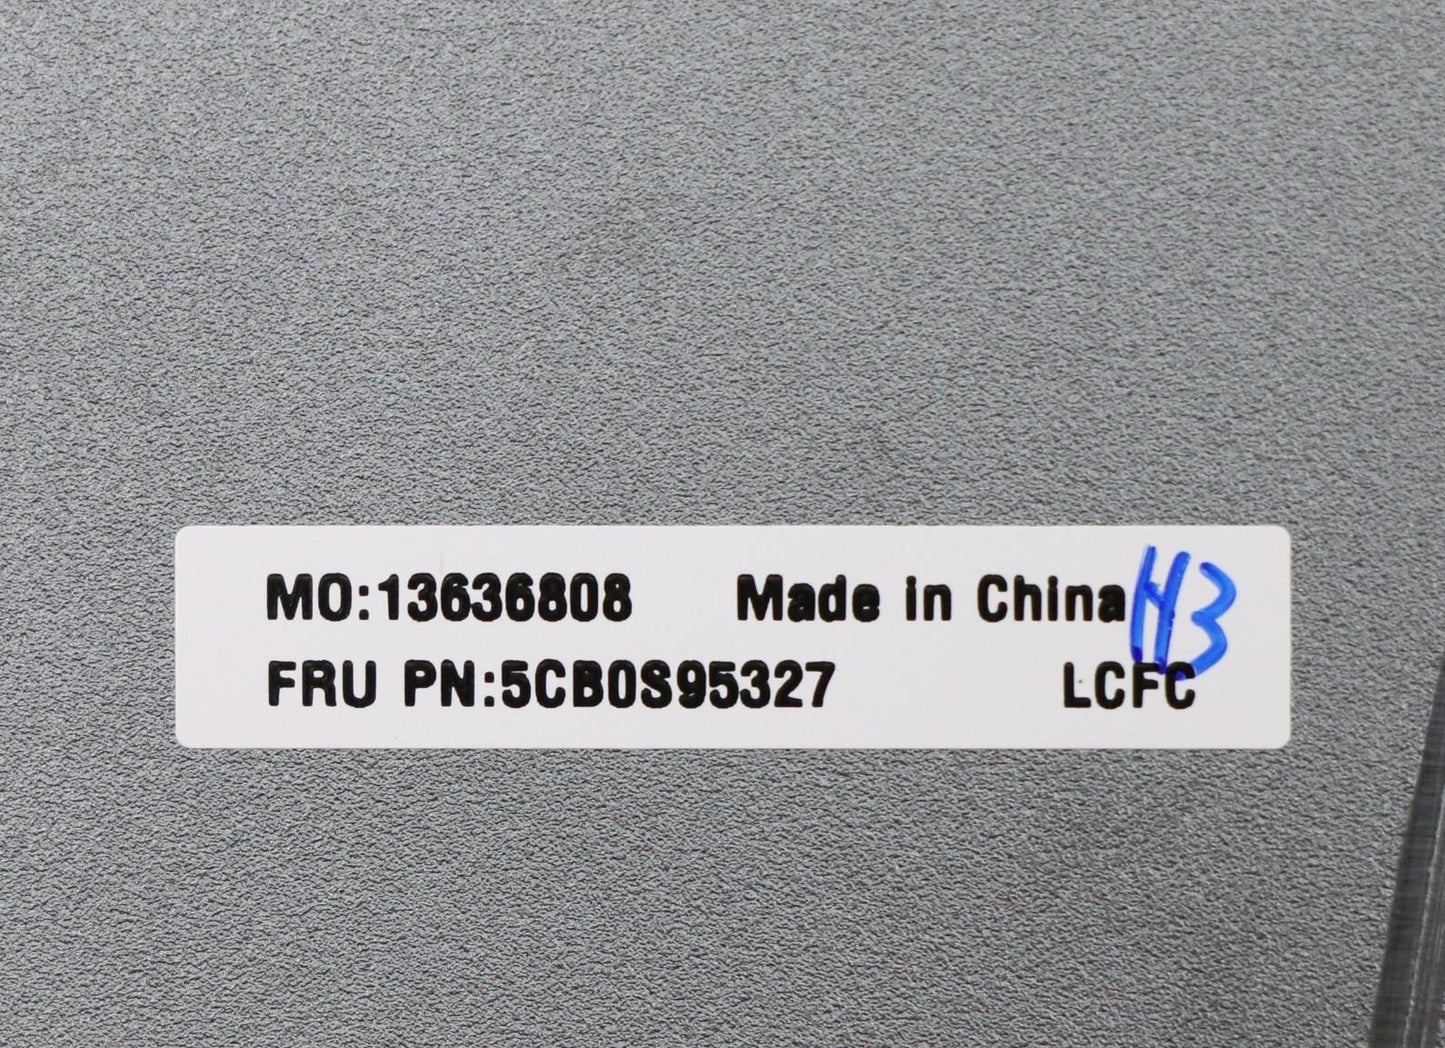 MO:13636808 Made in China H3
FRU PN:5CB0S95327 LCFC